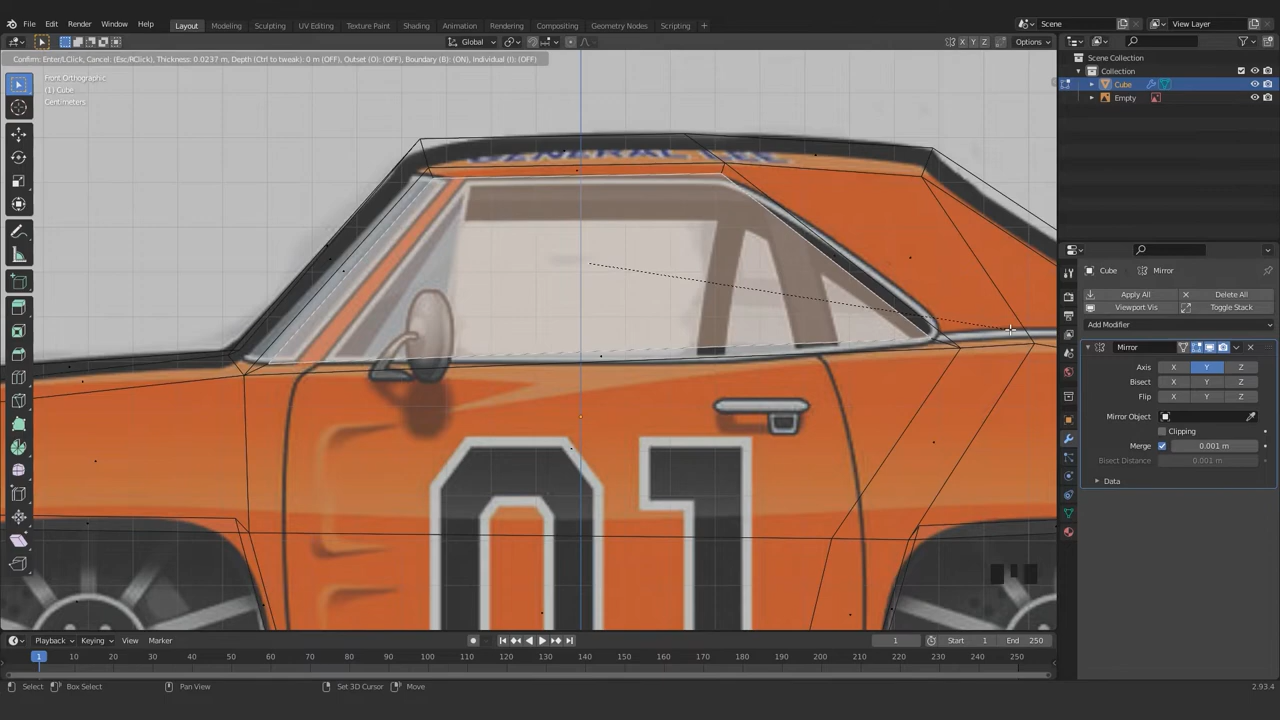 File Edit Render Window Help Layout Modeling Sculpting UV Editing Texture Paint Shading Animation Rendering Compositing Geometry Nodes Scripting + Scene View Layer
Global X Y Z Options
Confirm: Enter/LClick, Cancel: (Esc/RClick), Thickness: 0.0237 m, Depth (Ctrl to tweak): 0 m (OFF), Outset (O): (OFF), Boundary (B): (ON), Individual (I): (OFF)
Front Orthographic
(1) Cube
Centimeters
Scene Collection
Collection
Cube
Empty
GENERAL LEE
01
Cube Mirror
Apply All Delete All
Viewport Vis Toggle Stack
Add Modifier
Mirror
Axis X Y Z
Bisect X Y Z
Flip X Y Z
Mirror Object
Clipping
Merge 0.001 m
Bisect Distance 0.001 m
Data
Playback Keying View Marker 1 Start 1 End 250
1 10 20 30 40 50 60 70 80 90 100 110 120 130 140 150 160 170 180 190 200 210 220 230 240 250
Select Box Select Pan View Set 3D Cursor Move 2.93.4